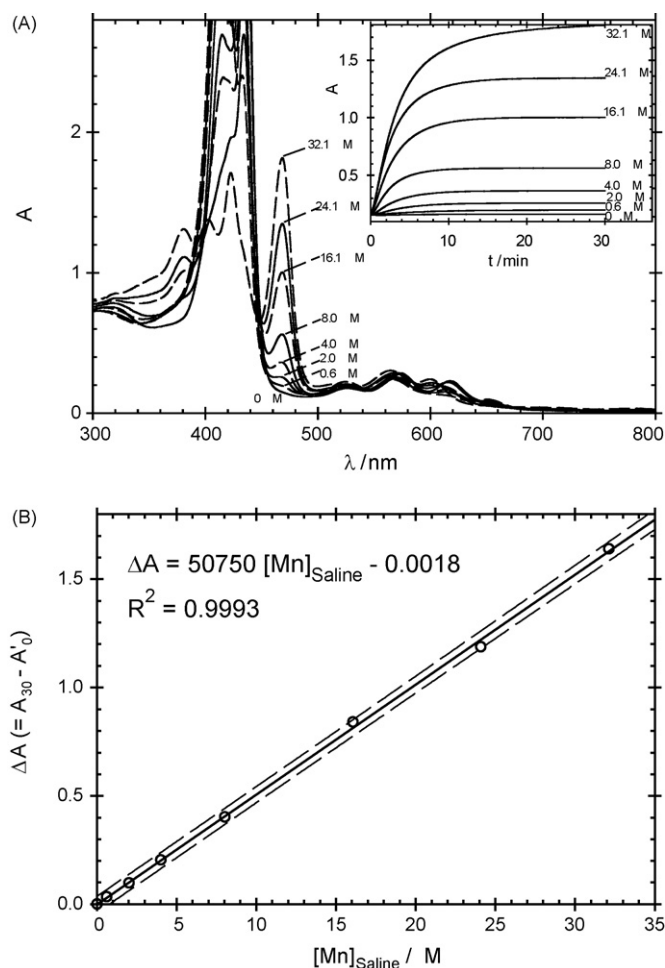 (A)
A
2
1
0
300 400 500 600 700 800
λ /nm
32.1 M
24.1 M
16.1 M
8.0 M
4.0 M
2.0 M
0.6 M
0 M
A
1.5
1.0
0.5
0 10 20 30
t /min
32.1 M
24.1 M
16.1 M
8.0 M
4.0 M
2.0 M
0.6 M
0 M
(B)
ΔA = 50750 [Mn]Saline - 0.0018
R² = 0.9993
ΔA (= A30 - A'0)
1.5
1.0
0.5
0.0
0 5 10 15 20 25 30 35
[Mn]Saline / M